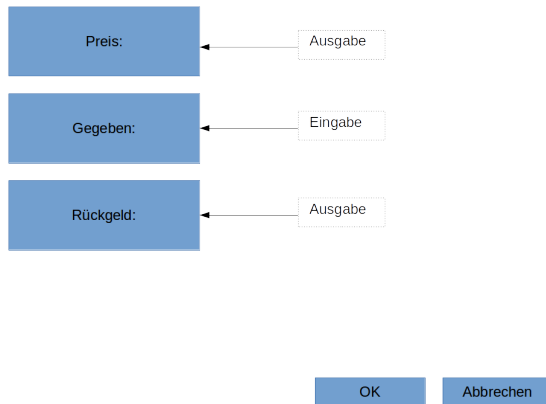 Preis:
Ausgabe
Gegeben:
Eingabe
Rückgeld:
Ausgabe
OK
Abbrechen